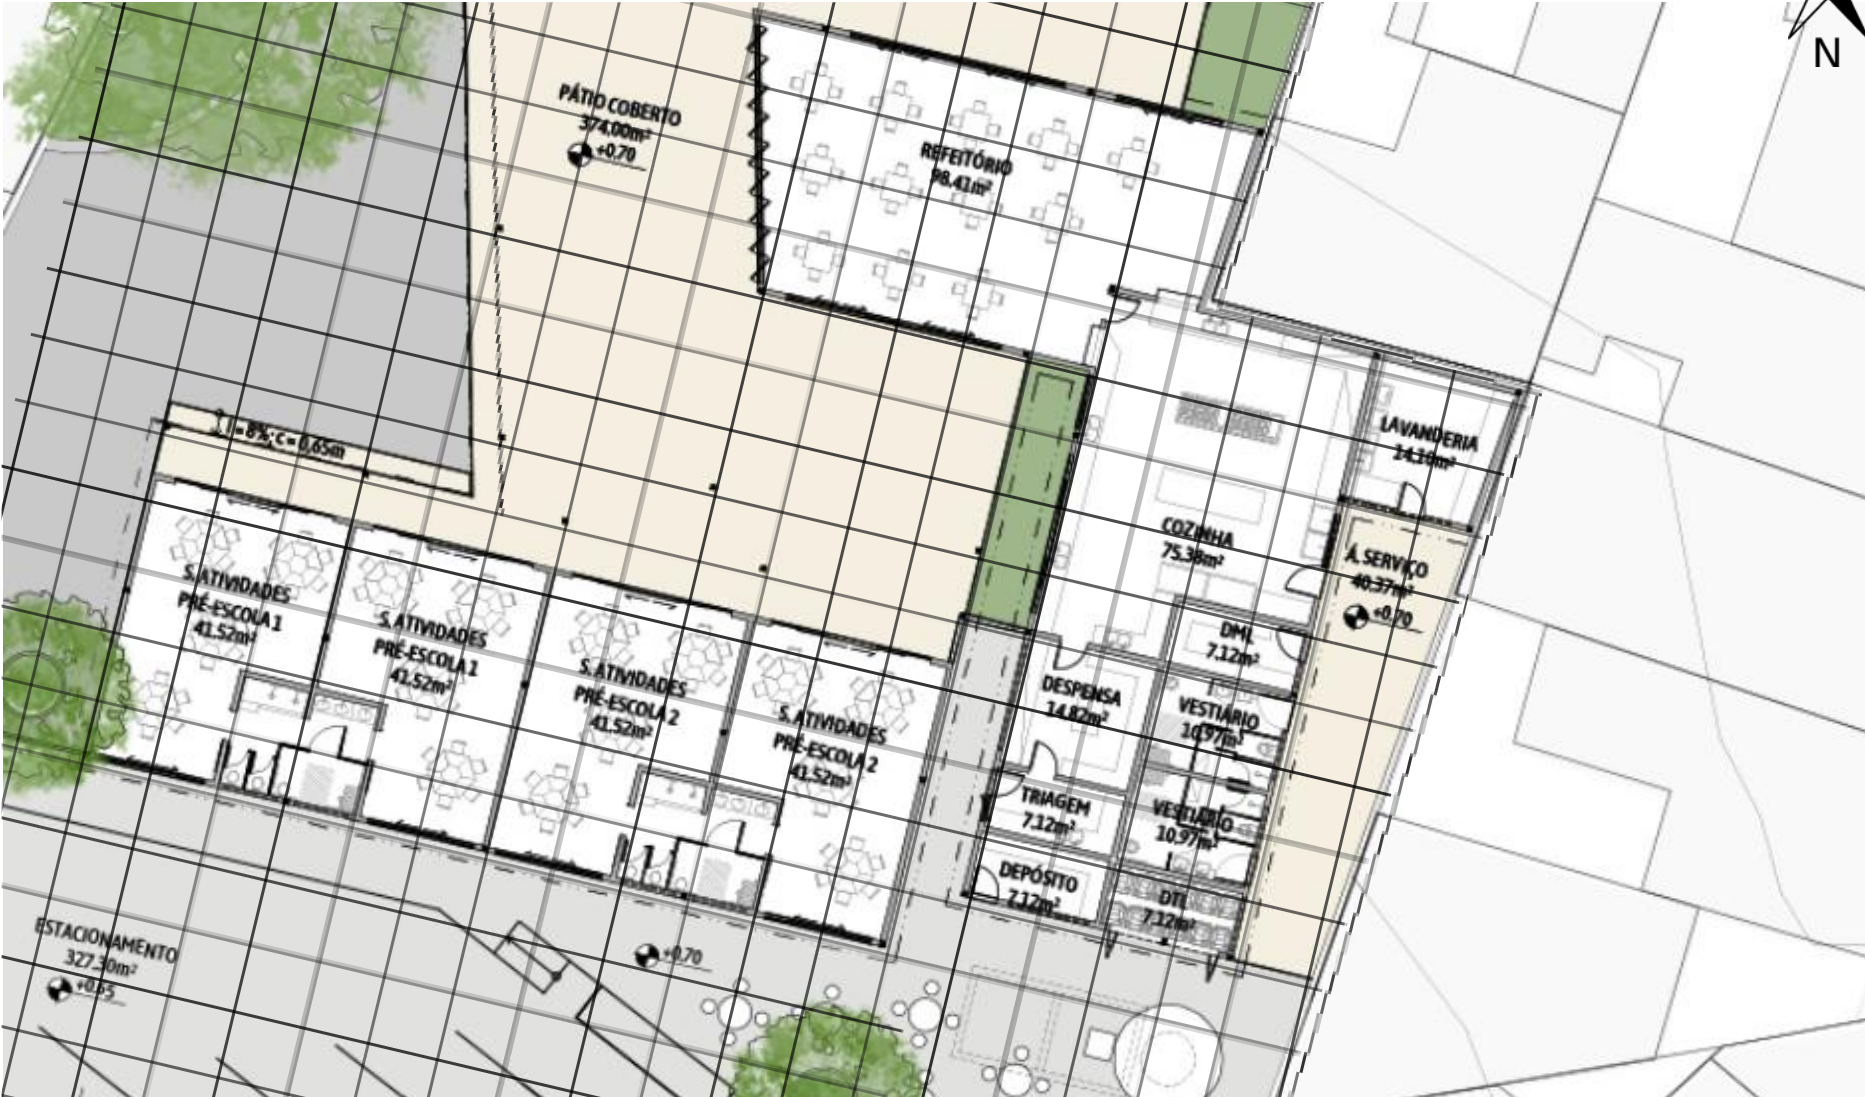 N
PÁTIO COBERTO
374.00m²
+0.70
REFEITÓRIO
98.41m²
i = 8%; c = 0,65m
LAVANDERIA
14.10m²
COZINHA
75.38m²
Á. SERVIÇO
40.37m²
+0.70
S. ATIVIDADES
PRÉ-ESCOLA 1
41.52m²
S. ATIVIDADES
PRÉ-ESCOLA 1
41.52m²
S. ATIVIDADES
PRÉ-ESCOLA 2
41.52m²
S. ATIVIDADES
PRÉ-ESCOLA 2
41.52m²
DML
7.12m²
DESPENSA
14.82m²
VESTIÁRIO
10.97m²
TRIAGEM
7.12m²
VESTIÁRIO
10.97m²
DEPÓSITO
7.12m²
DTL
7.12m²
ESTACIONAMENTO
327.30m²
+0.65
+0.70